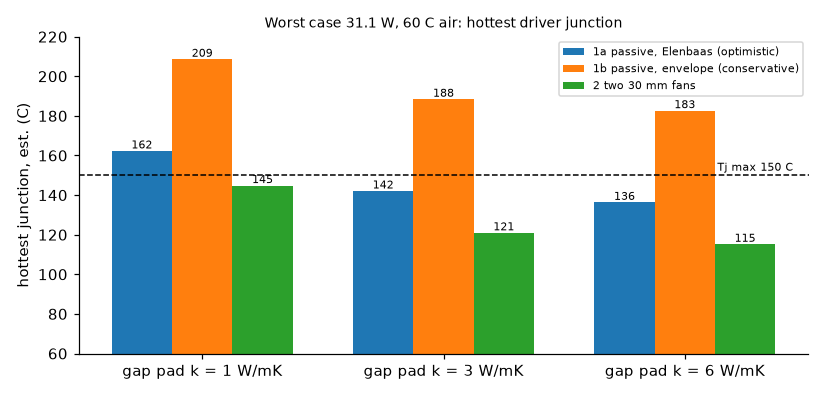 Worst case 31.1 W, 60 C air: hottest driver junction
hottest junction, est. (C)
220
200
180
160
140
120
100
80
60
1a passive, Elenbaas (optimistic)
1b passive, envelope (conservative)
2 two 30 mm fans
Tj max 150 C
162
209
145
142
188
121
136
183
115
gap pad k = 1 W/mK
gap pad k = 3 W/mK
gap pad k = 6 W/mK